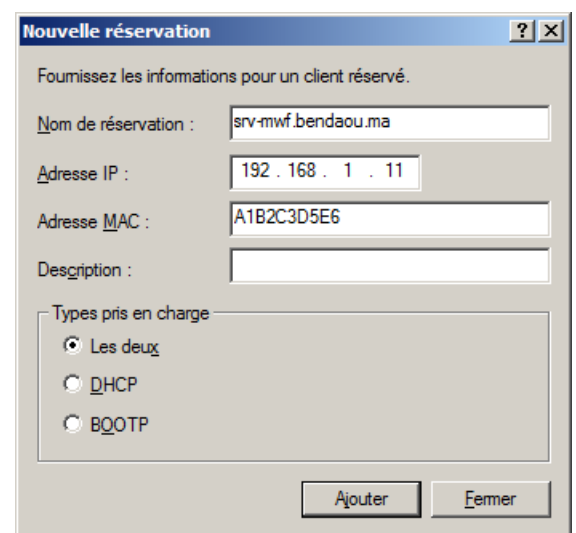 Nouvelle réservation
Fournissez les informations pour un client réservé.
Nom de réservation : srv-mwf.bendaou.ma
Adresse IP : 192 . 168 . 1 . 11
Adresse MAC : A1B2C3D5E6
Description :
Types pris en charge
Les deux
DHCP
BOOTP
Ajouter Fermer